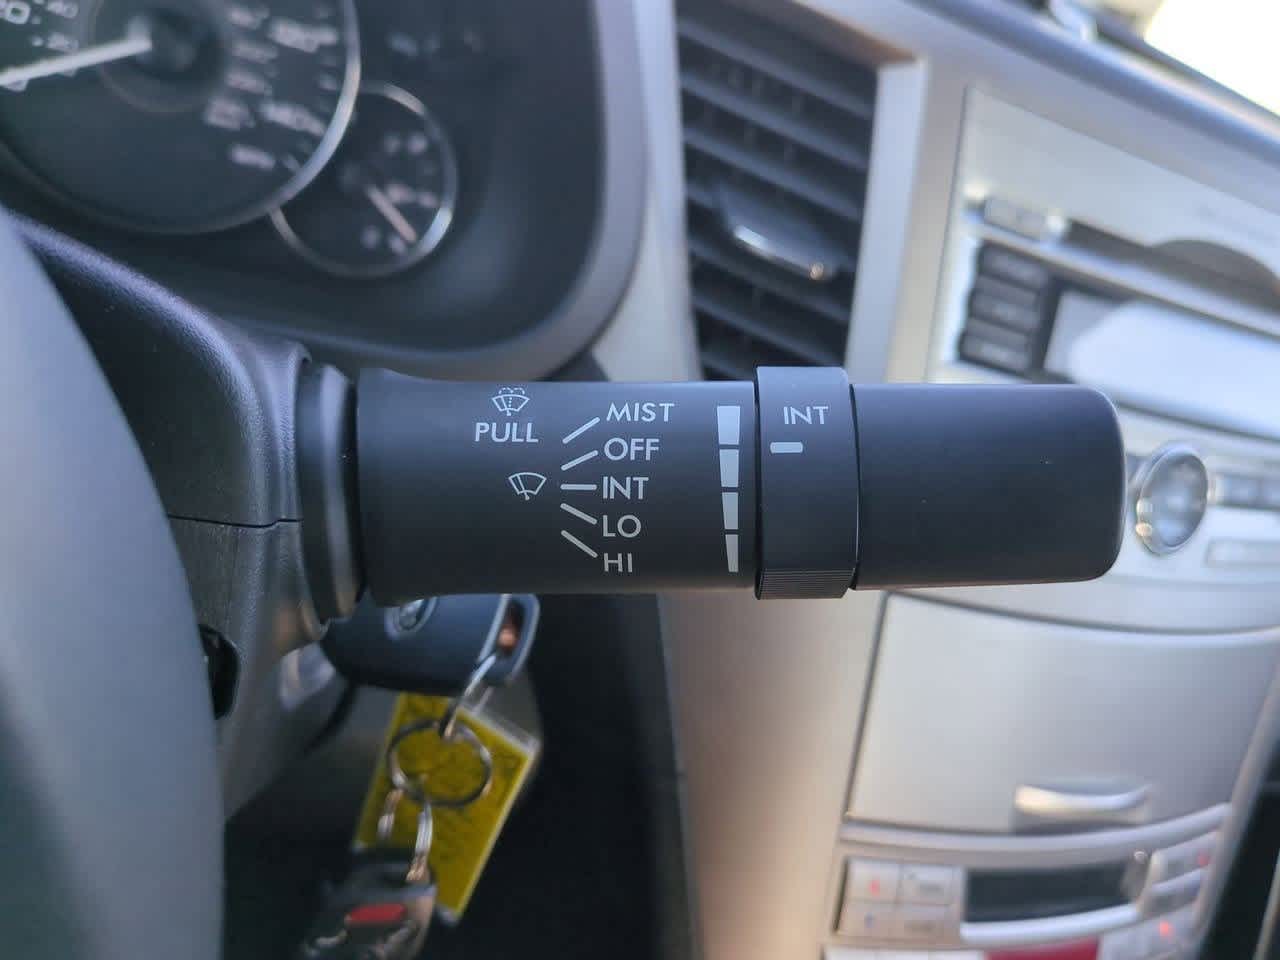 PULL
MIST
OFF
INT
LO
HI
INT